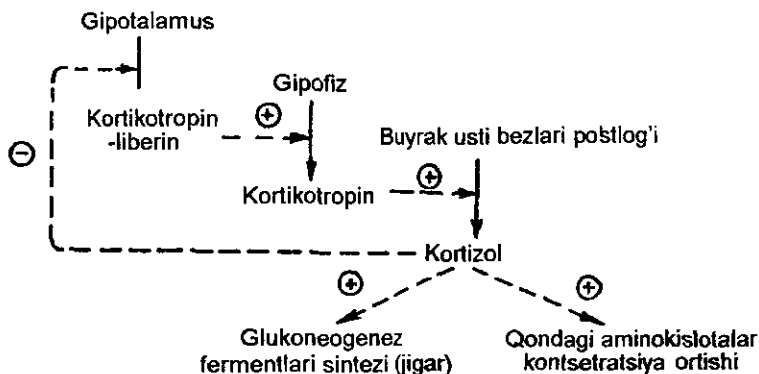 Gipotalamus
Gipofiz
Kortikotropin
-liberin
Buyrak usti bezlari po'stlog'i
Kortikotropin
Kortizol
Glukoneogenez
fermentlari sintezi (jigar)
Qondagi aminokislotalar
kontsetratsiya ortishi